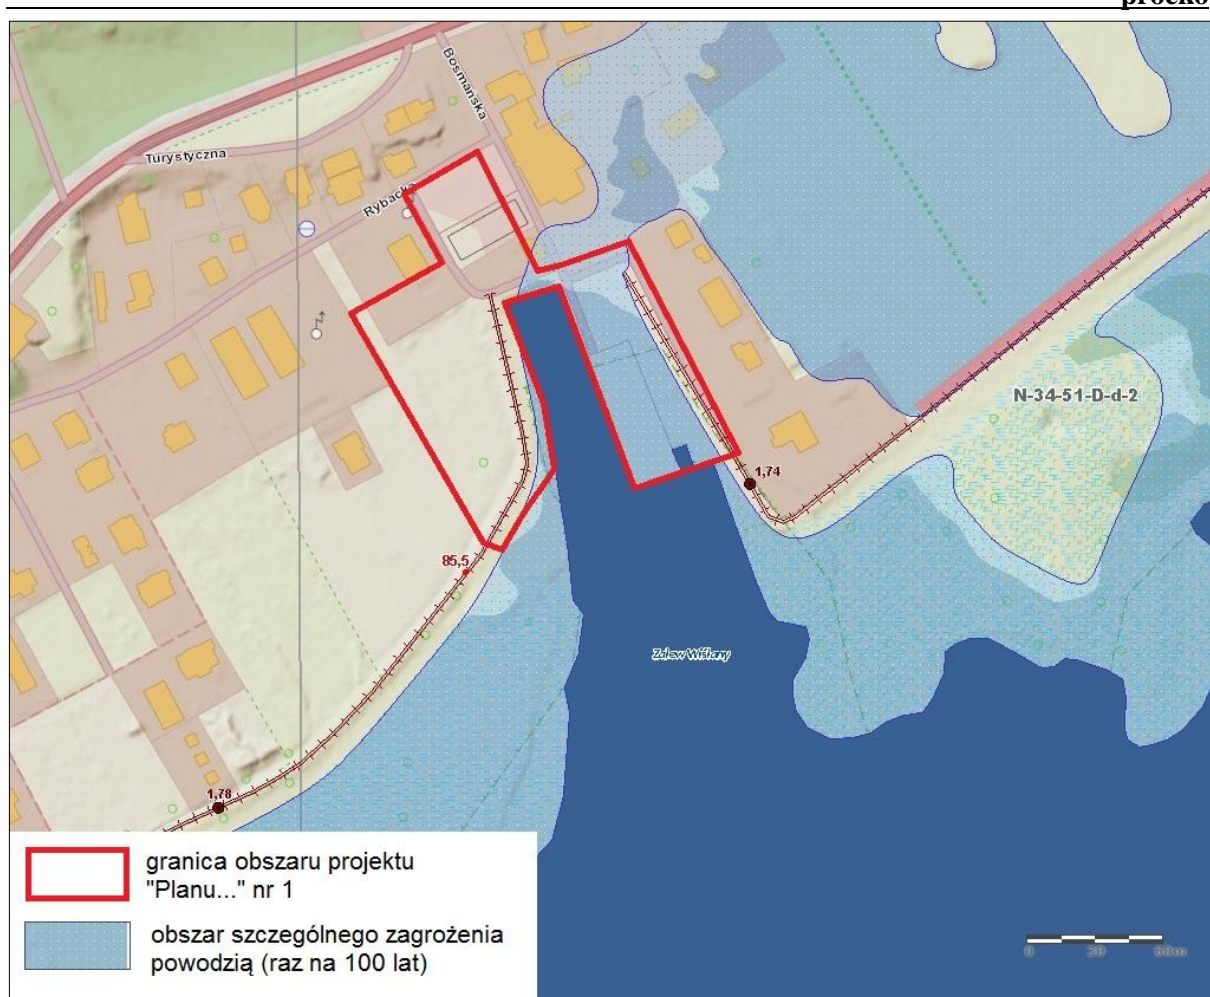 Bosmańska
Turystyczna
Rybacka
N-34-51-D-d-2
1,74
85,5
Zalew Wiślany
1,78
granica obszaru projektu
"Planu..." nr 1
obszar szczególnego zagrożenia
powodzią (raz na 100 lat)
0 30 60m